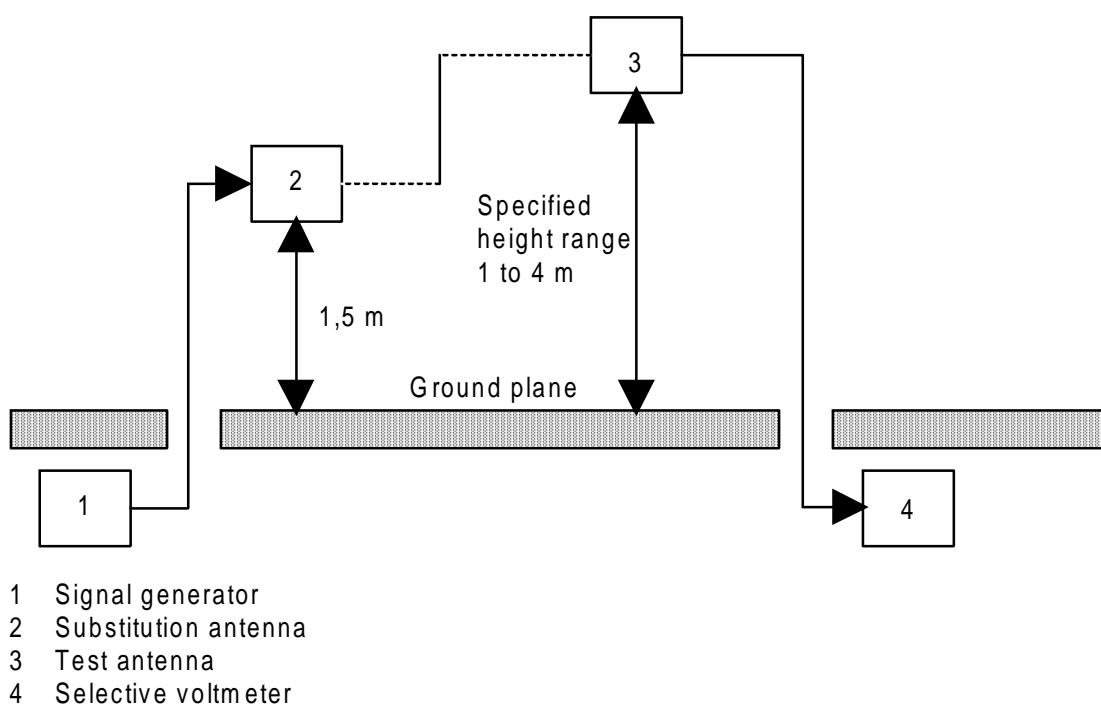 3
2
Specified
height range
1 to 4 m
1,5 m
Ground plane
1
4
1 Signal generator
2 Substitution antenna
3 Test antenna
4 Selective voltmeter